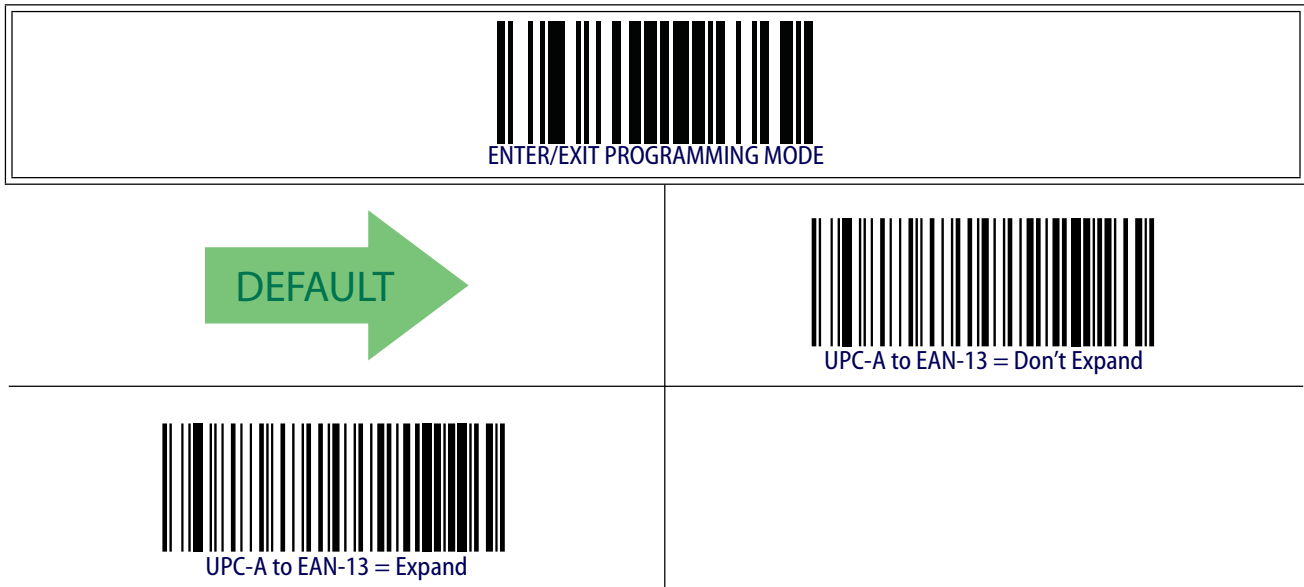 ENTER/EXIT PROGRAMMING MODE
DEFAULT
UPC-A to EAN-13 = Don’t Expand
UPC-A to EAN-13 = Expand